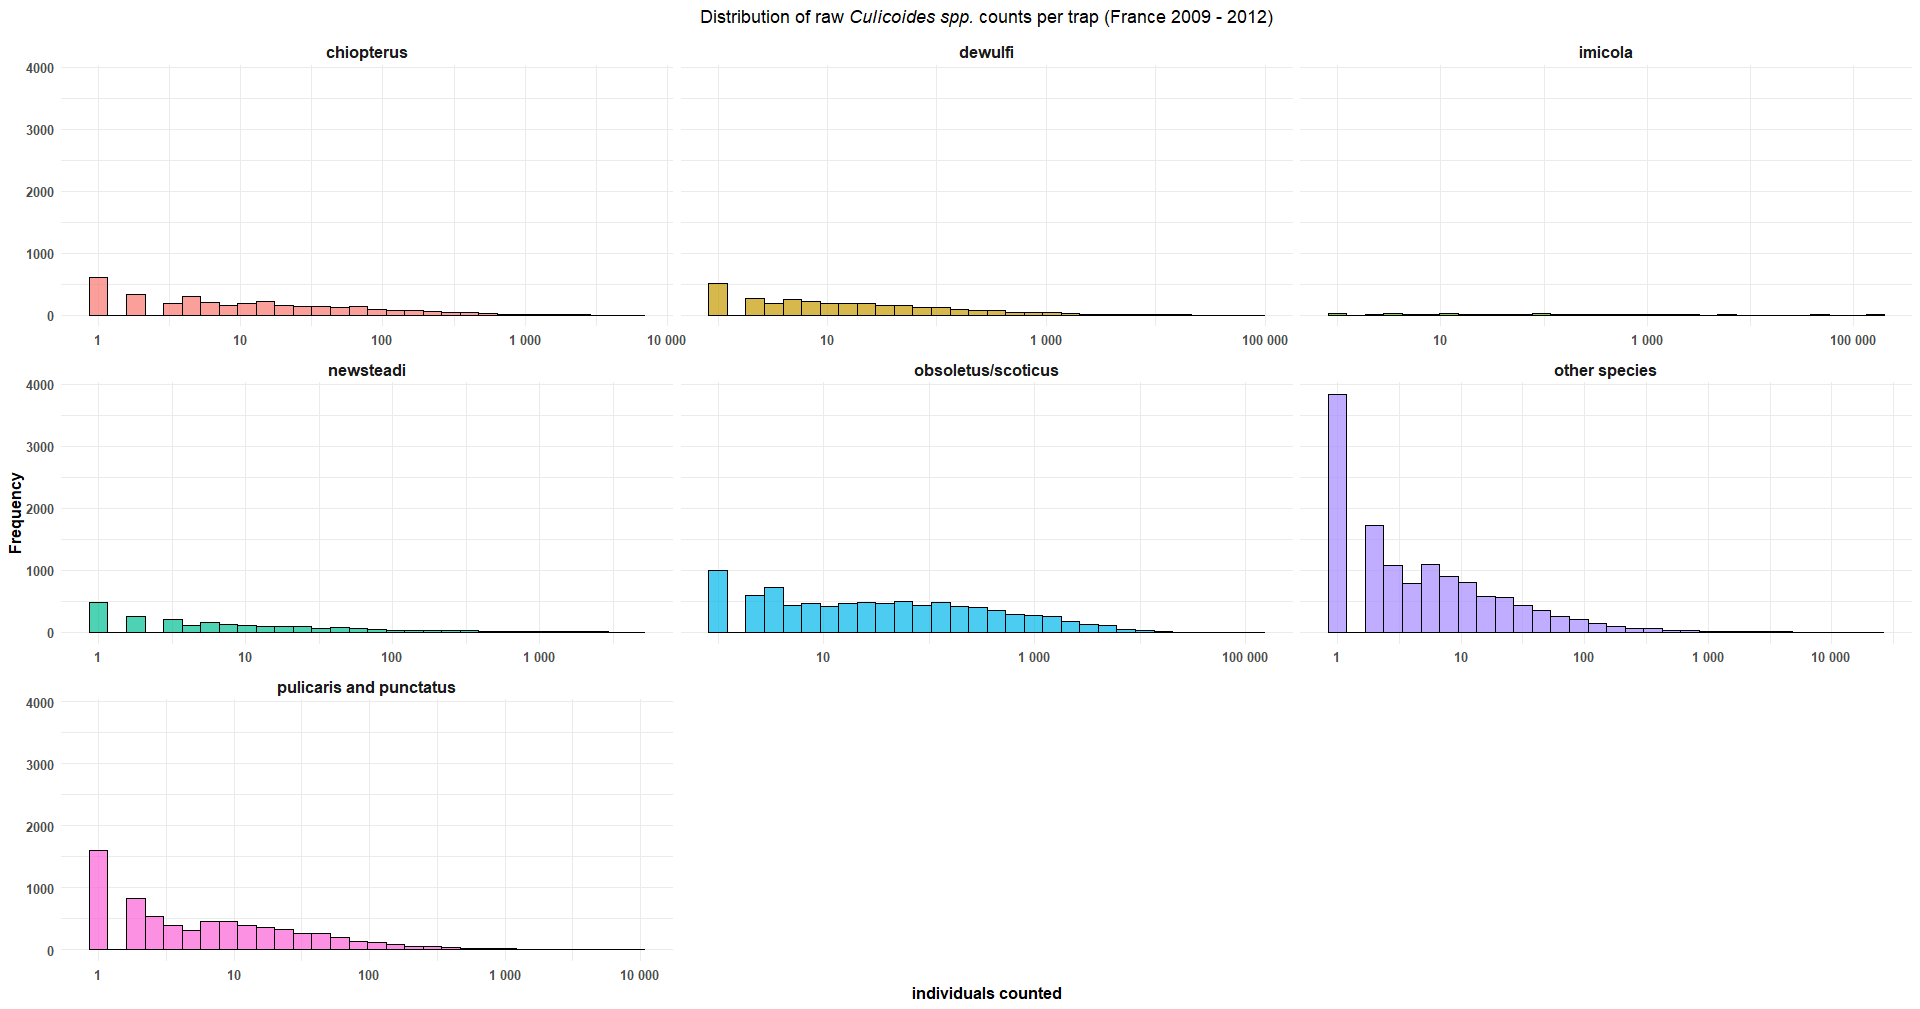 Distribution of raw Culicoides spp. counts per trap (France 2009 - 2012)
chiopterus dewulfi imicola
4000
3000
2000
1000
0
1 10 100 1 000 10 000 10 1 000 100 000 10 1 000 100 000
newsteadi obsoletus/scoticus other species
4000
3000
2000
1000
0
1 10 100 1 000 10 1 000 100 000 1 10 100 1 000 10 000
Frequency
pulicaris and punctatus
4000
3000
2000
1000
0
1 10 100 1 000 10 000
individuals counted